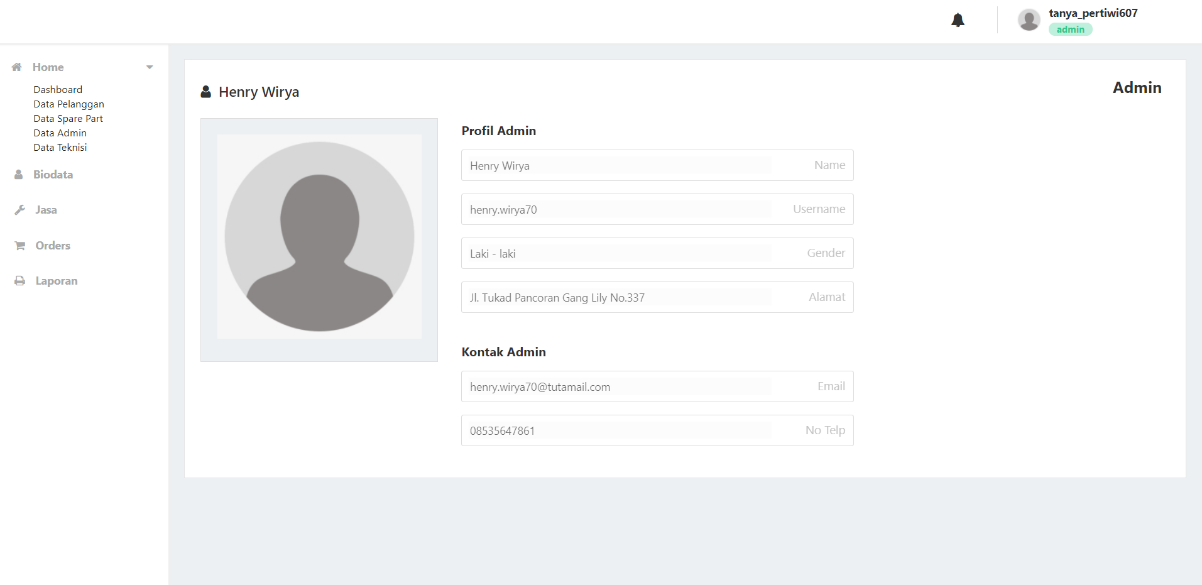 tanya_pertiwi607
admin
Home
Dashboard
Data Pelanggan
Data Spare Part
Data Admin
Data Teknisi
Biodata
Jasa
Orders
Laporan
Henry Wirya
Admin
Profil Admin
Henry Wirya Name
henry.wirya70 Username
Laki - laki Gender
Jl. Tukad Pancoran Gang Lily No.337 Alamat
Kontak Admin
henry.wirya70@tutamail.com Email
08535647861 No Telp